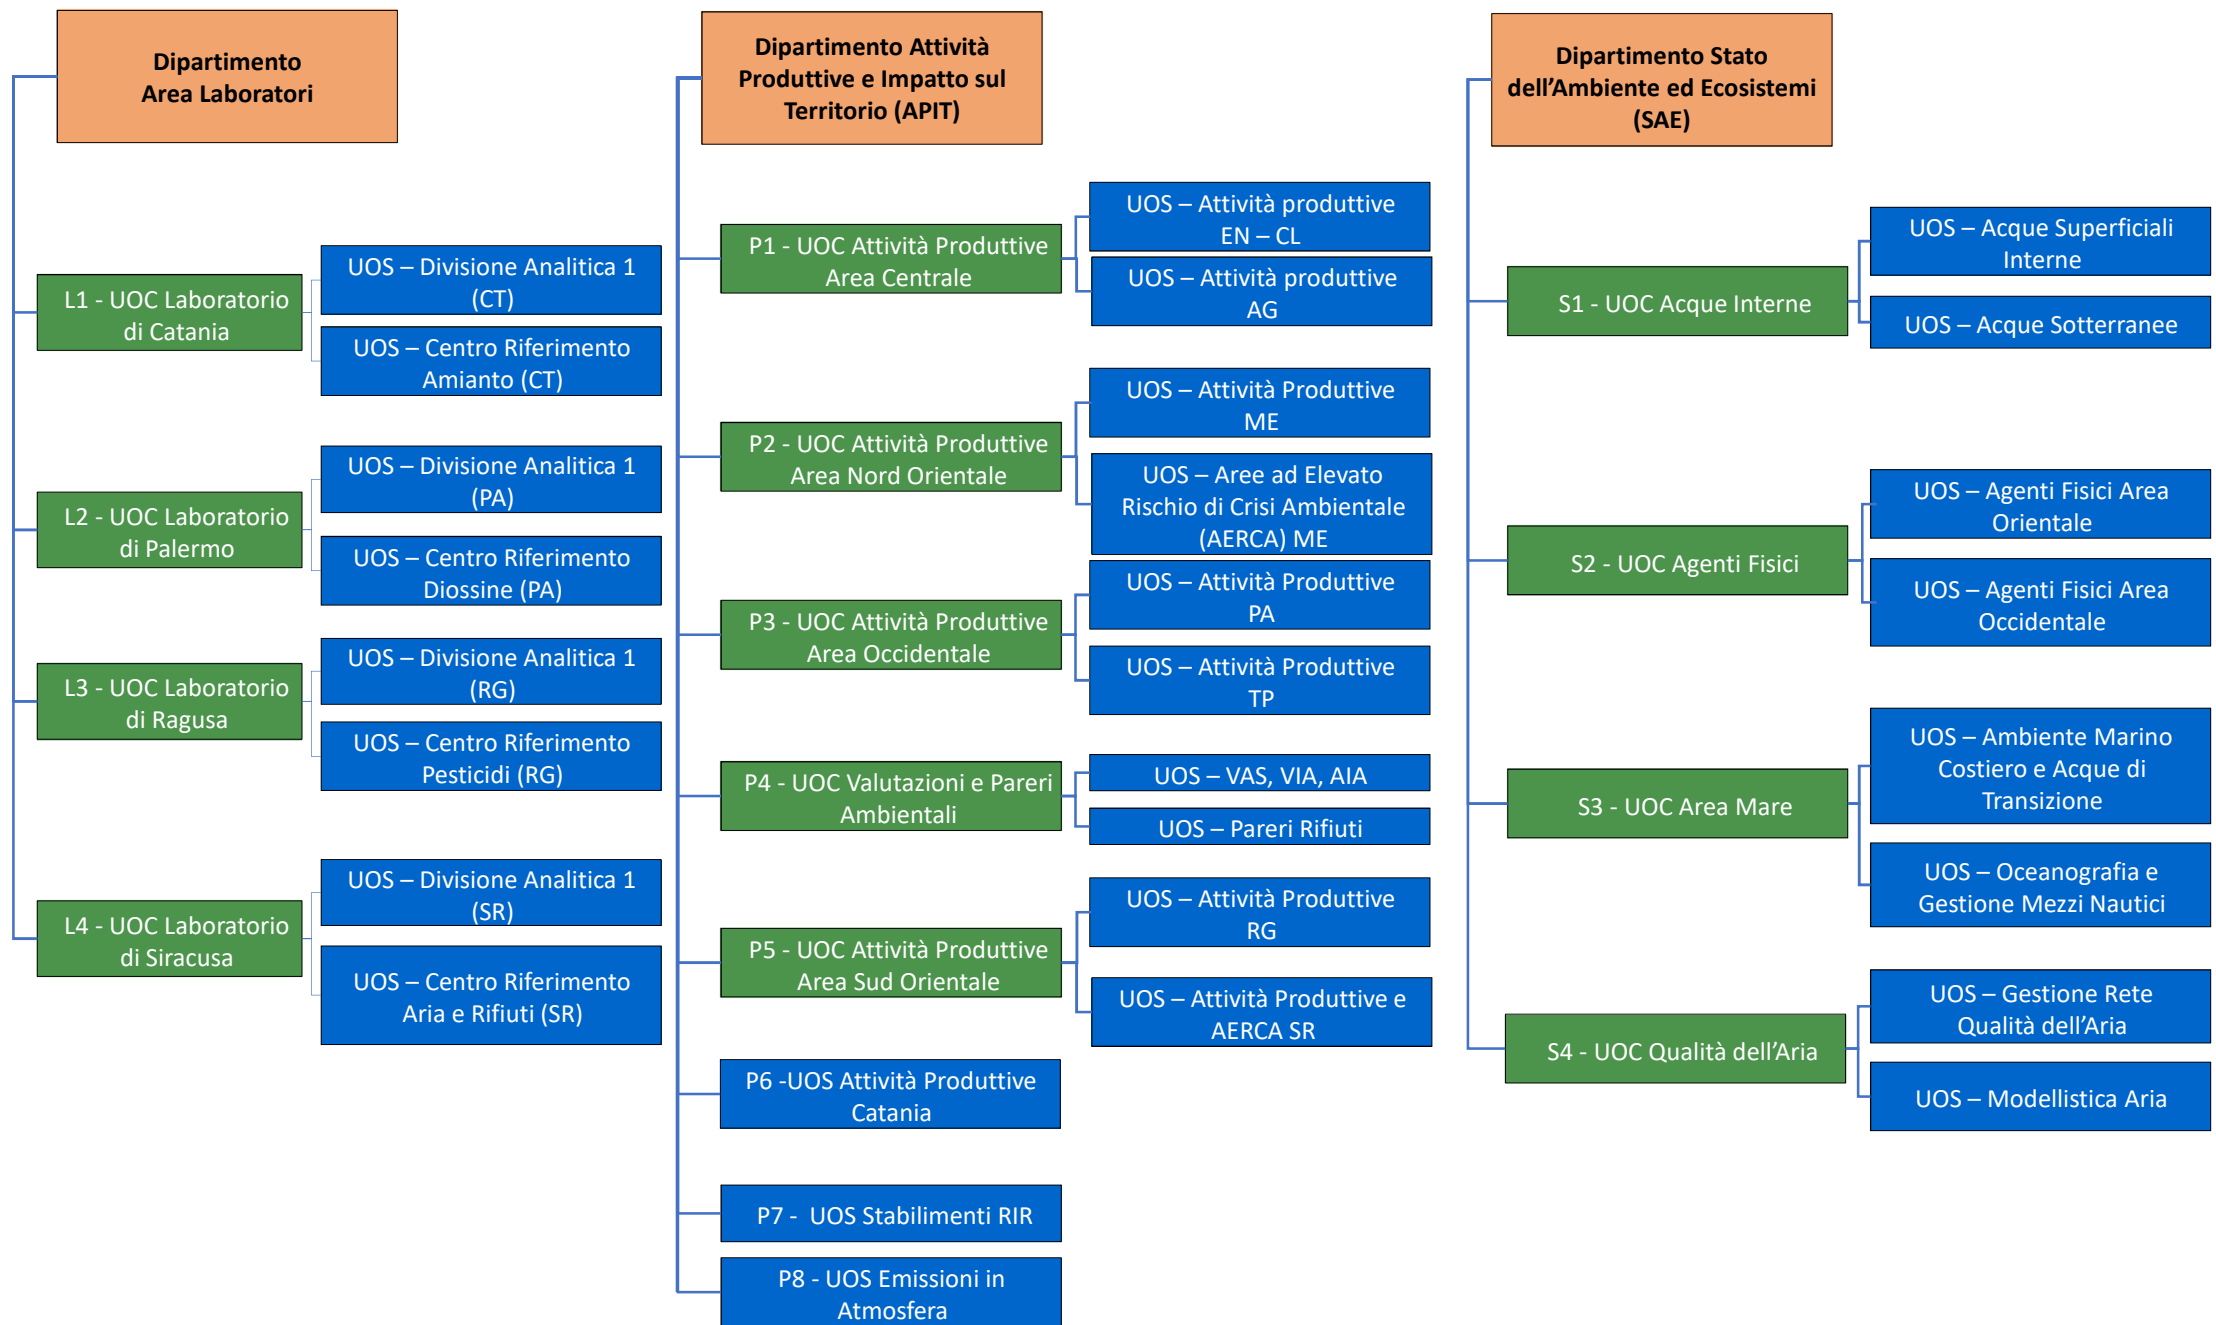 Dipartimento
Area Laboratori
L1 - UOC Laboratorio
di Catania
UOS – Divisione Analitica 1
(CT)
UOS – Centro Riferimento
Amianto (CT)
L2 - UOC Laboratorio
di Palermo
UOS – Divisione Analitica 1
(PA)
UOS – Centro Riferimento
Diossine (PA)
L3 - UOC Laboratorio
di Ragusa
UOS – Divisione Analitica 1
(RG)
UOS – Centro Riferimento
Pesticidi (RG)
L4 - UOC Laboratorio
di Siracusa
UOS – Divisione Analitica 1
(SR)
UOS – Centro Riferimento
Aria e Rifiuti (SR)
Dipartimento Attività
Produttive e Impatto sul
Territorio (APIT)
P1 - UOC Attività Produttive
Area Centrale
UOS – Attività produttive
EN – CL
UOS – Attività produttive
AG
P2 - UOC Attività Produttive
Area Nord Orientale
UOS – Attività Produttive
ME
UOS – Aree ad Elevato
Rischio di Crisi Ambientale
(AERCA) ME
P3 - UOC Attività Produttive
Area Occidentale
UOS – Attività Produttive
PA
UOS – Attività Produttive
TP
P4 - UOC Valutazioni e Pareri
Ambientali
UOS – VAS, VIA, AIA
UOS – Pareri Rifiuti
P5 - UOC Attività Produttive
Area Sud Orientale
UOS – Attività Produttive
RG
UOS – Attività Produttive e
AERCA SR
P6 -UOS Attività Produttive
Catania
P7 - UOS Stabilimenti RIR
P8 - UOS Emissioni in
Atmosfera
Dipartimento Stato
dell’Ambiente ed Ecosistemi
(SAE)
S1 - UOC Acque Interne
UOS – Acque Superficiali
Interne
UOS – Acque Sotterranee
S2 - UOC Agenti Fisici
UOS – Agenti Fisici Area
Orientale
UOS – Agenti Fisici Area
Occidentale
S3 - UOC Area Mare
UOS – Ambiente Marino
Costiero e Acque di
Transizione
UOS – Oceanografia e
Gestione Mezzi Nautici
S4 - UOC Qualità dell’Aria
UOS – Gestione Rete
Qualità dell’Aria
UOS – Modellistica Aria